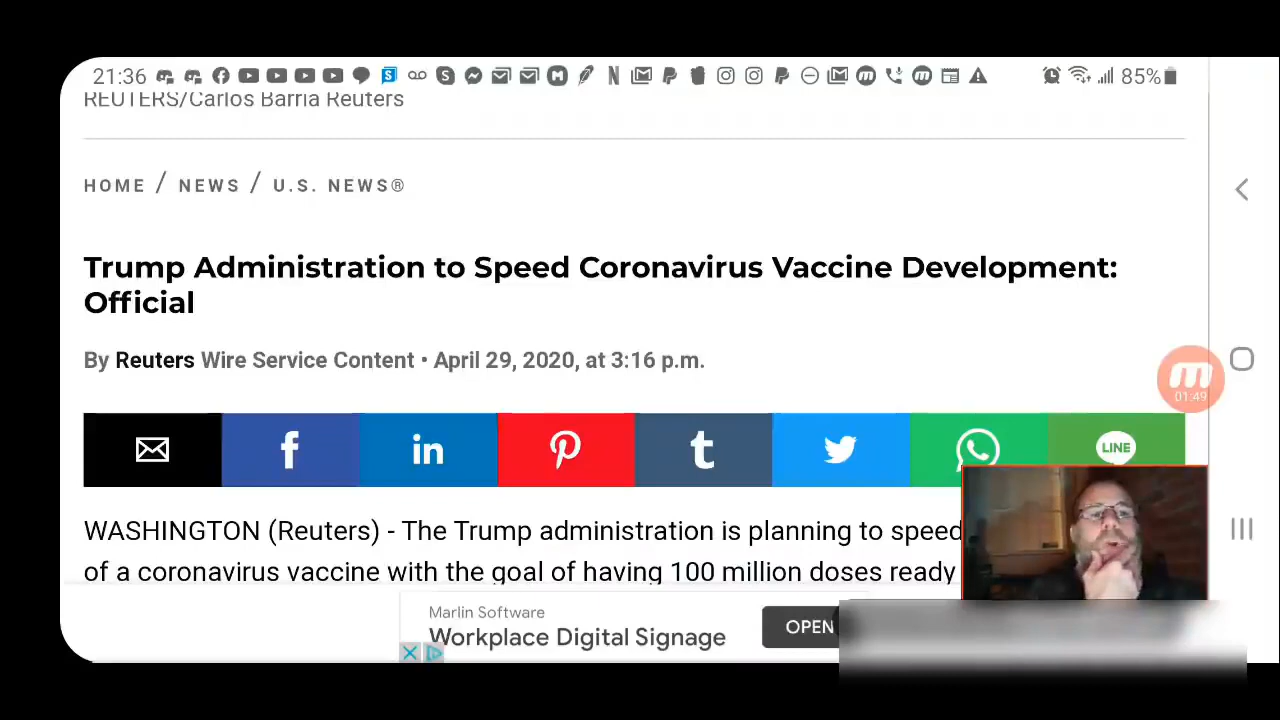 21:36
85%
REUTERS/Carlos Barria Reuters
HOME / NEWS / U.S. NEWS®
Trump Administration to Speed Coronavirus Vaccine Development:
Official
By Reuters Wire Service Content • April 29, 2020, at 3:16 p.m.
01:49
LINE
WASHINGTON (Reuters) - The Trump administration is planning to speed
of a coronavirus vaccine with the goal of having 100 million doses ready
Marlin Software
Workplace Digital Signage
OPEN